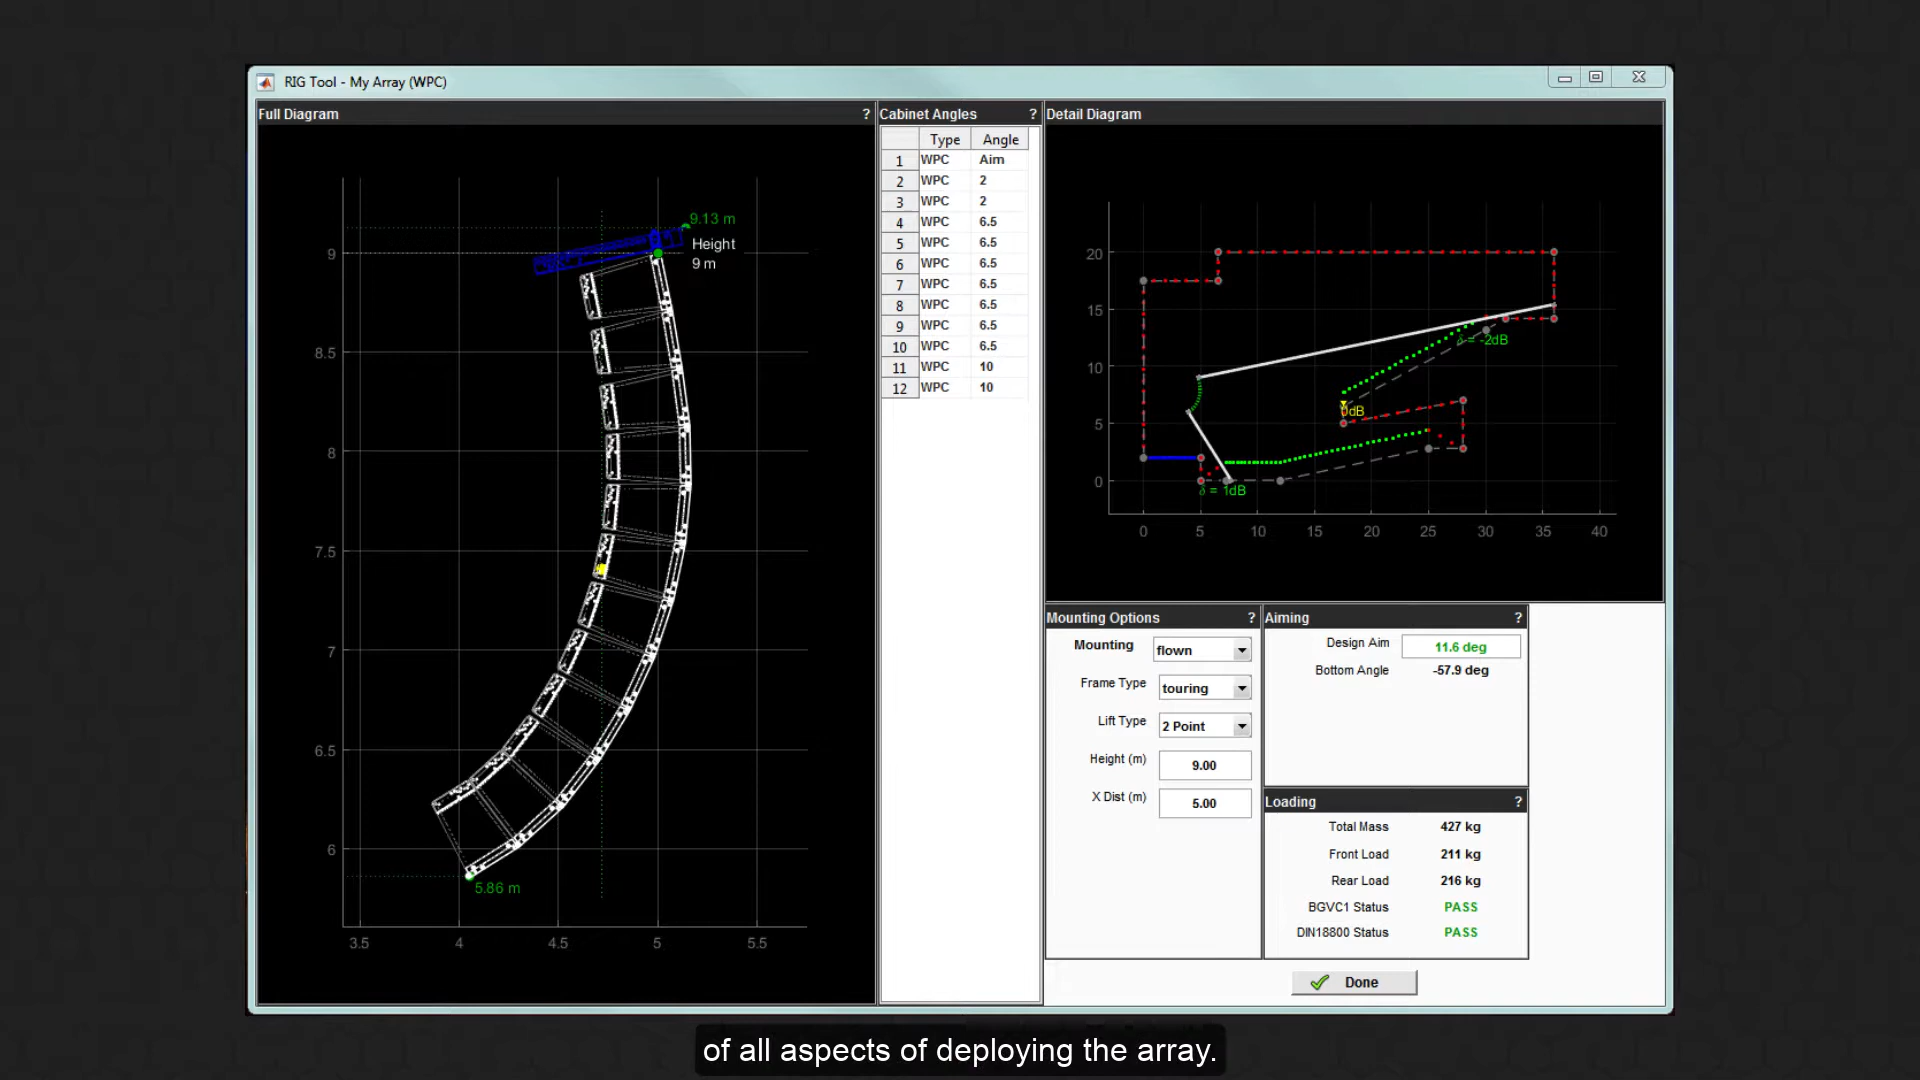 RIG Tool - My Array (WPC)
Full Diagram ?
9.13 m
Height
9 m
9
8.5
8
7.5
7
6.5
6
5.86 m
3.5 4 4.5 5 5.5
Cabinet Angles ?
Type Angle
1 WPC Aim
2 WPC 2
3 WPC 2
4 WPC 6.5
5 WPC 6.5
6 WPC 6.5
7 WPC 6.5
8 WPC 6.5
9 WPC 6.5
10 WPC 6.5
11 WPC 10
12 WPC 10
Detail Diagram
20
15
10
5
0
δ = -2dB
0dB
δ = 1dB
0 5 10 15 20 25 30 35 40
Mounting Options ?
Mounting flown
Frame Type touring
Lift Type 2 Point
Height (m) 9.00
X Dist (m) 5.00
Aiming ?
Design Aim 11.6 deg
Bottom Angle -57.9 deg
Loading ?
Total Mass 427 kg
Front Load 211 kg
Rear Load 216 kg
BGVC1 Status PASS
DIN18800 Status PASS
Done
of all aspects of deploying the array.